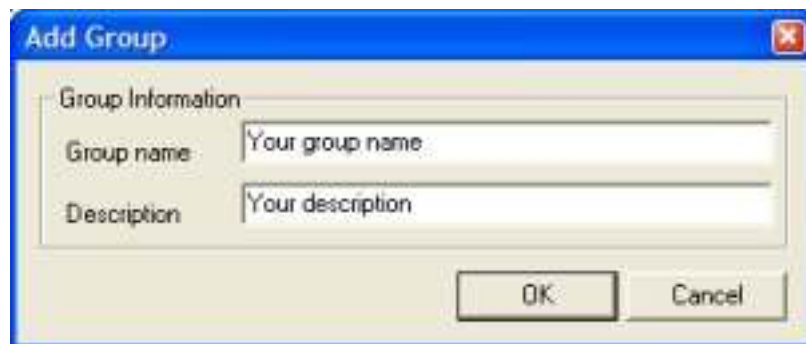 Add Group
Group Information
Group name Your group name
Description Your description
OK Cancel